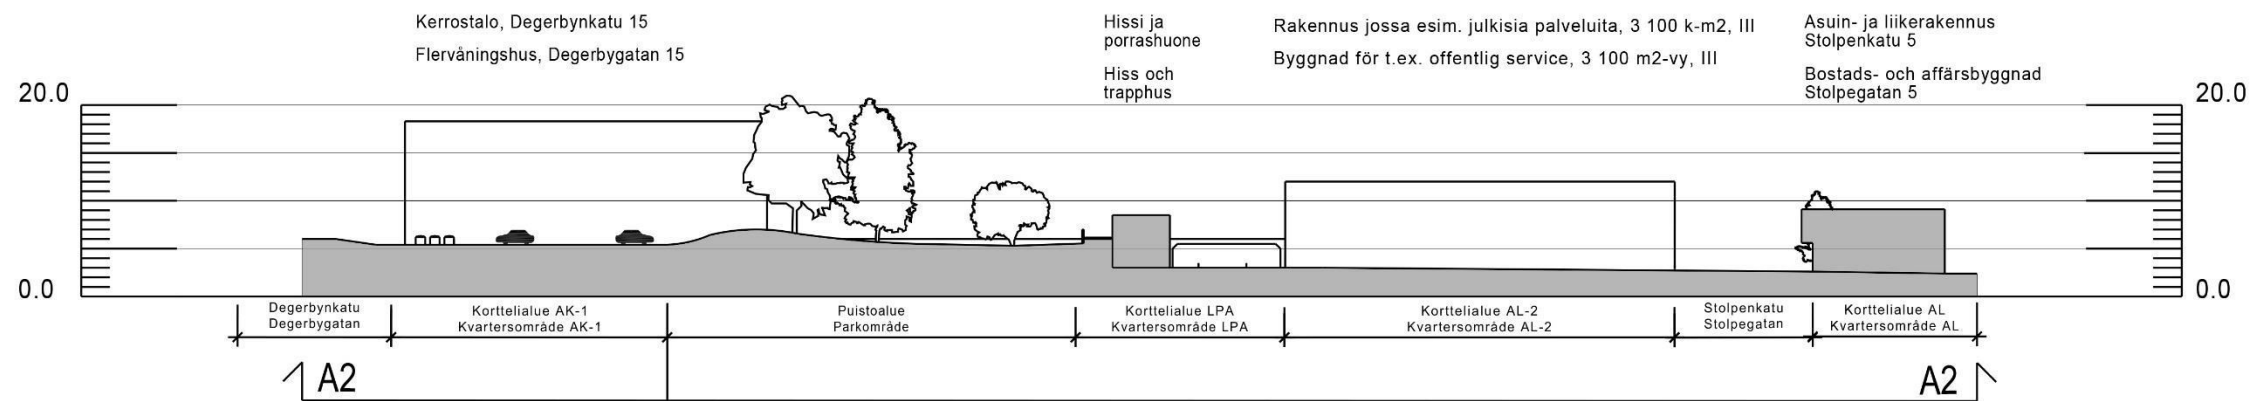 Kerrostalo, Degerbynkatu 15
Flervåningshus, Degerbygatan 15
Hissi ja
porrashuone
Hiss och
trapphus
Rakennus jossa esim. julkisia palveluita, 3 100 k-m2, III
Byggnad för t.ex. offentlig service, 3 100 m2-vy, III
Asuin- ja liikerakennus
Stolpenkatu 5
Bostads- och affärsbyggnad
Stolpegatan 5
20.0
20.0
0.0
0.0
Degerbynkatu
Degerbygatan
Korttelialue AK-1
Kvartersområde AK-1
Puistoalue
Parkområde
Korttelialue LPA
Kvartersområde LPA
Korttelialue AL-2
Kvartersområde AL-2
Stolpenkatu
Stolpegatan
Korttelialue AL
Kvartersområde AL
A2
A2